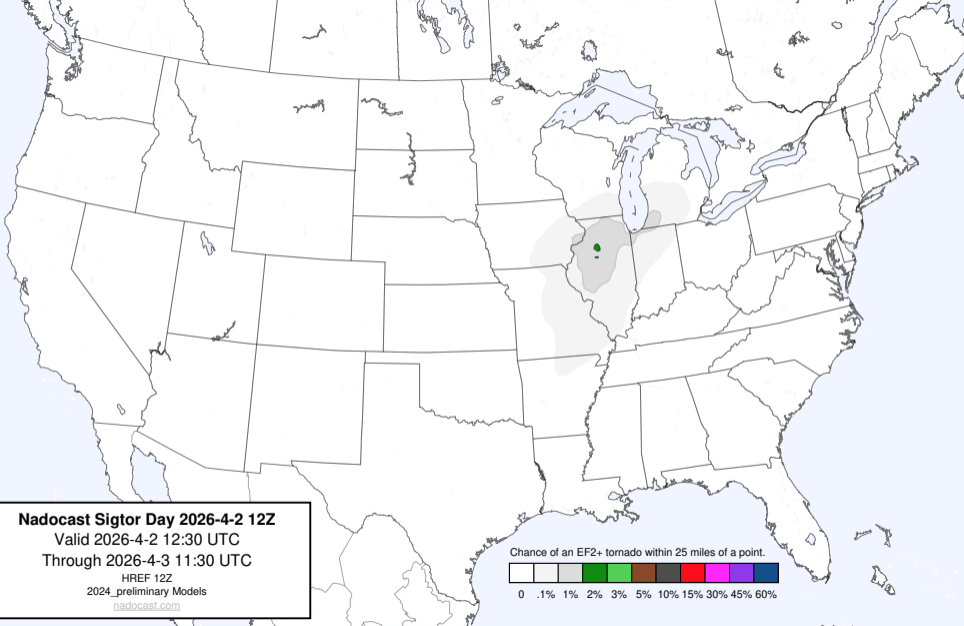 Nadocast Sigtor Day 2026-4-2 12Z
Valid 2026-4-2 12:30 UTC
Through 2026-4-3 11:30 UTC
HREF 12Z
2024_preliminary Models
nadocast.com
Chance of an EF2+ tornado within 25 miles of a point.
0 .1% 1% 2% 3% 5% 10% 15% 30% 45% 60%